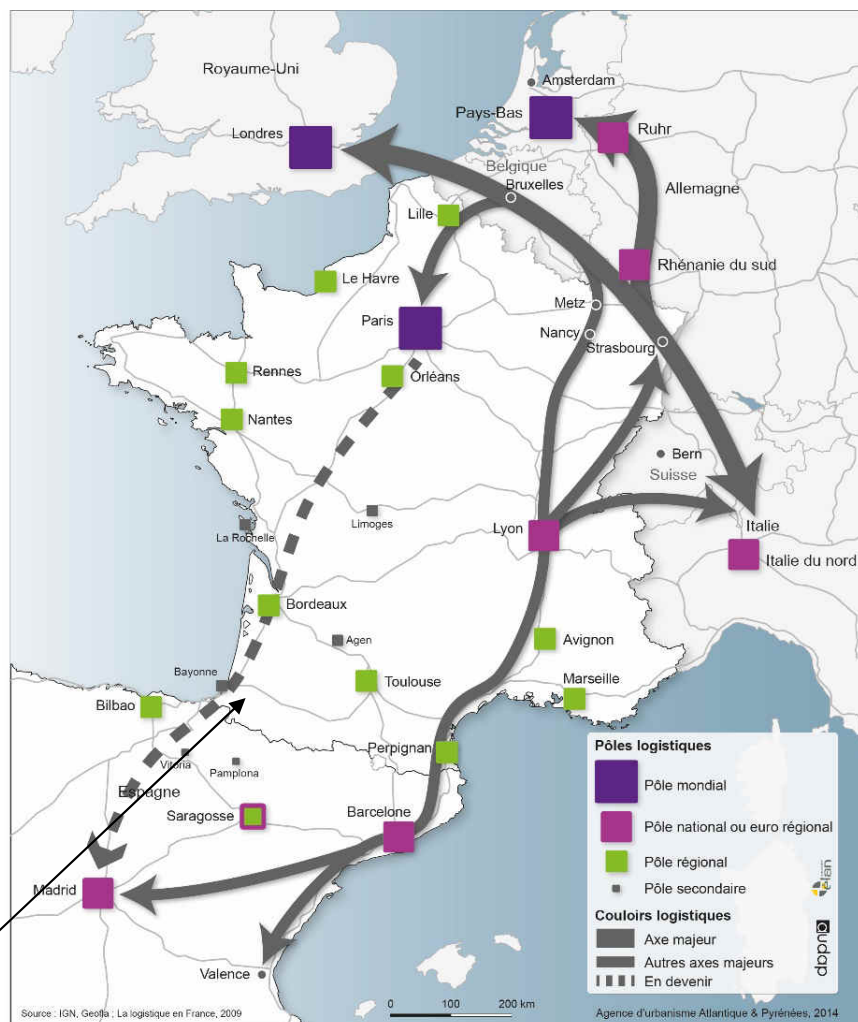 Royaume-Uni
Amsterdam
Pays-Bas
Londres
Ruhr
Belgique
Bruxelles
Allemagne
Lille
Rhénanie du sud
Le Havre
Metz
Paris
Nancy
Strasbourg
Rennes
Orléans
Nantes
Bern
Suisse
Limoges
La Rochelle
Lyon
Italie
Italie du nord
Bordeaux
Agen
Avignon
Bayonne
Toulouse
Marseille
Bilbao
Perpignan
Vitoria
Pamplona
Espagne
Saragosse
Barcelone
Madrid
Valence
Pôles logistiques
Pôle mondial
Pôle national ou euro régional
Pôle régional
Pôle secondaire
Couloirs logistiques
Axe majeur
Autres axes majeurs
En devenir
élan
audap
0 100 200 km
Source : IGN, Geofla ; La logistique en France, 2009
Agence d'urbanisme Atlantique & Pyrénées, 2014